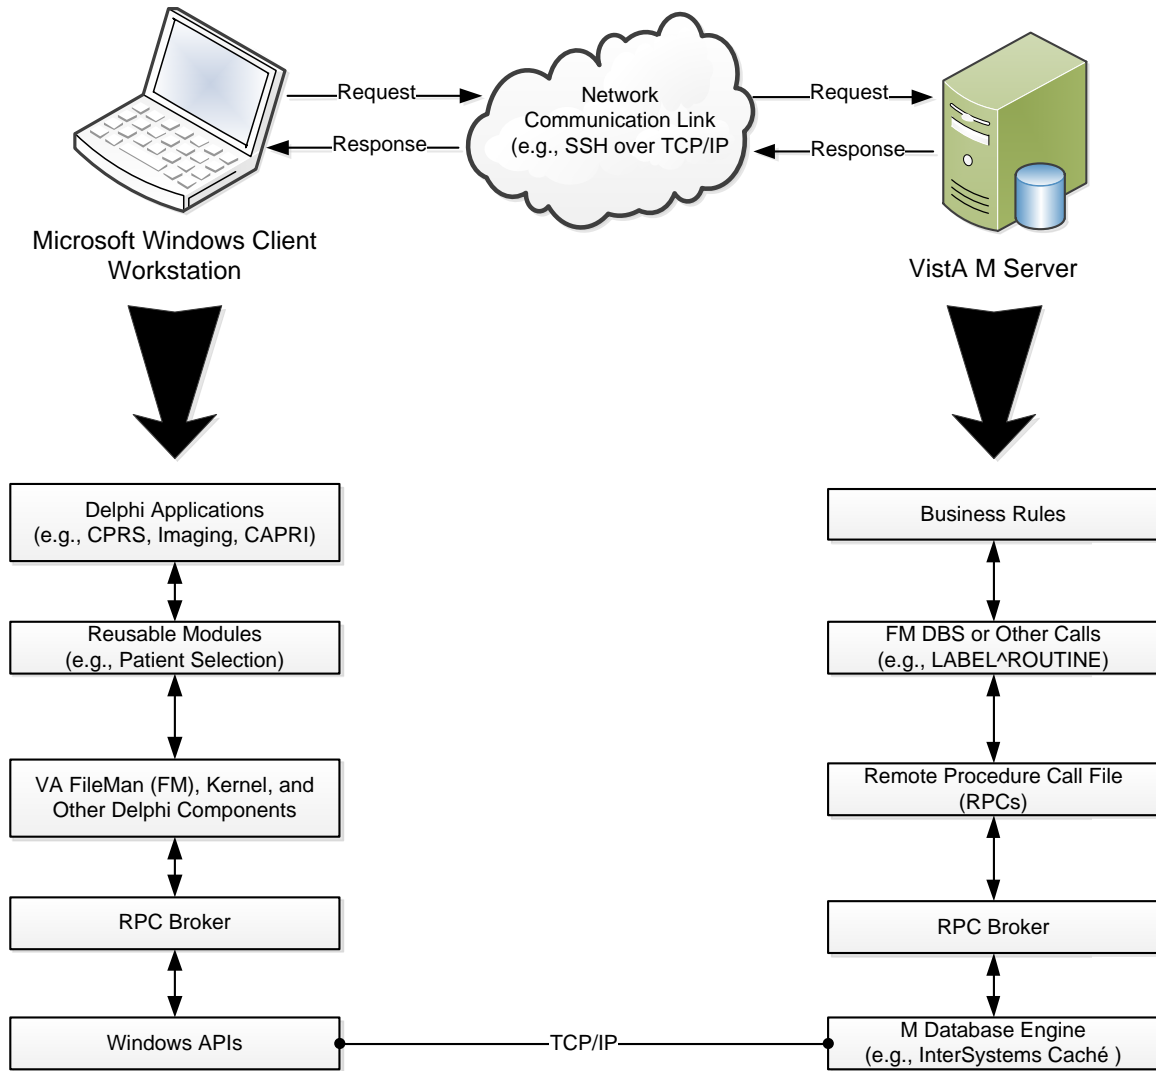 Request
Response
Network
Communication Link
(e.g., SSH over TCP/IP
Request
Response
Microsoft Windows Client
Workstation
VistA M Server
Delphi Applications
(e.g., CPRS, Imaging, CAPRI)
Reusable Modules
(e.g., Patient Selection)
VA FileMan (FM), Kernel, and
Other Delphi Components
RPC Broker
Windows APIs
TCP/IP
Business Rules
FM DBS or Other Calls
(e.g., LABEL^ROUTINE)
Remote Procedure Call File
(RPCs)
RPC Broker
M Database Engine
(e.g., InterSystems Caché )